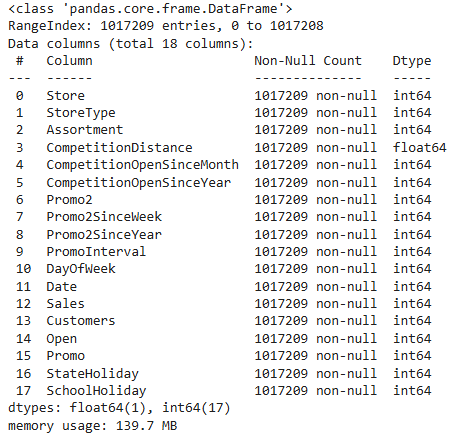 <class 'pandas.core.frame.DataFrame'>
RangeIndex: 1017209 entries, 0 to 1017208
Data columns (total 18 columns):
 #   Column                     Non-Null Count    Dtype
---  ------                     --------------    -----
 0   Store                      1017209 non-null  int64
 1   StoreType                  1017209 non-null  int64
 2   Assortment                 1017209 non-null  int64
 3   CompetitionDistance        1017209 non-null  float64
 4   CompetitionOpenSinceMonth  1017209 non-null  int64
 5   CompetitionOpenSinceYear   1017209 non-null  int64
 6   Promo2                     1017209 non-null  int64
 7   Promo2SinceWeek            1017209 non-null  int64
 8   Promo2SinceYear            1017209 non-null  int64
 9   PromoInterval              1017209 non-null  int64
 10  DayOfWeek                  1017209 non-null  int64
 11  Date                       1017209 non-null  int64
 12  Sales                      1017209 non-null  int64
 13  Customers                  1017209 non-null  int64
 14  Open                       1017209 non-null  int64
 15  Promo                      1017209 non-null  int64
 16  StateHoliday               1017209 non-null  int64
 17  SchoolHoliday              1017209 non-null  int64
dtypes: float64(1), int64(17)
memory usage: 139.7 MB